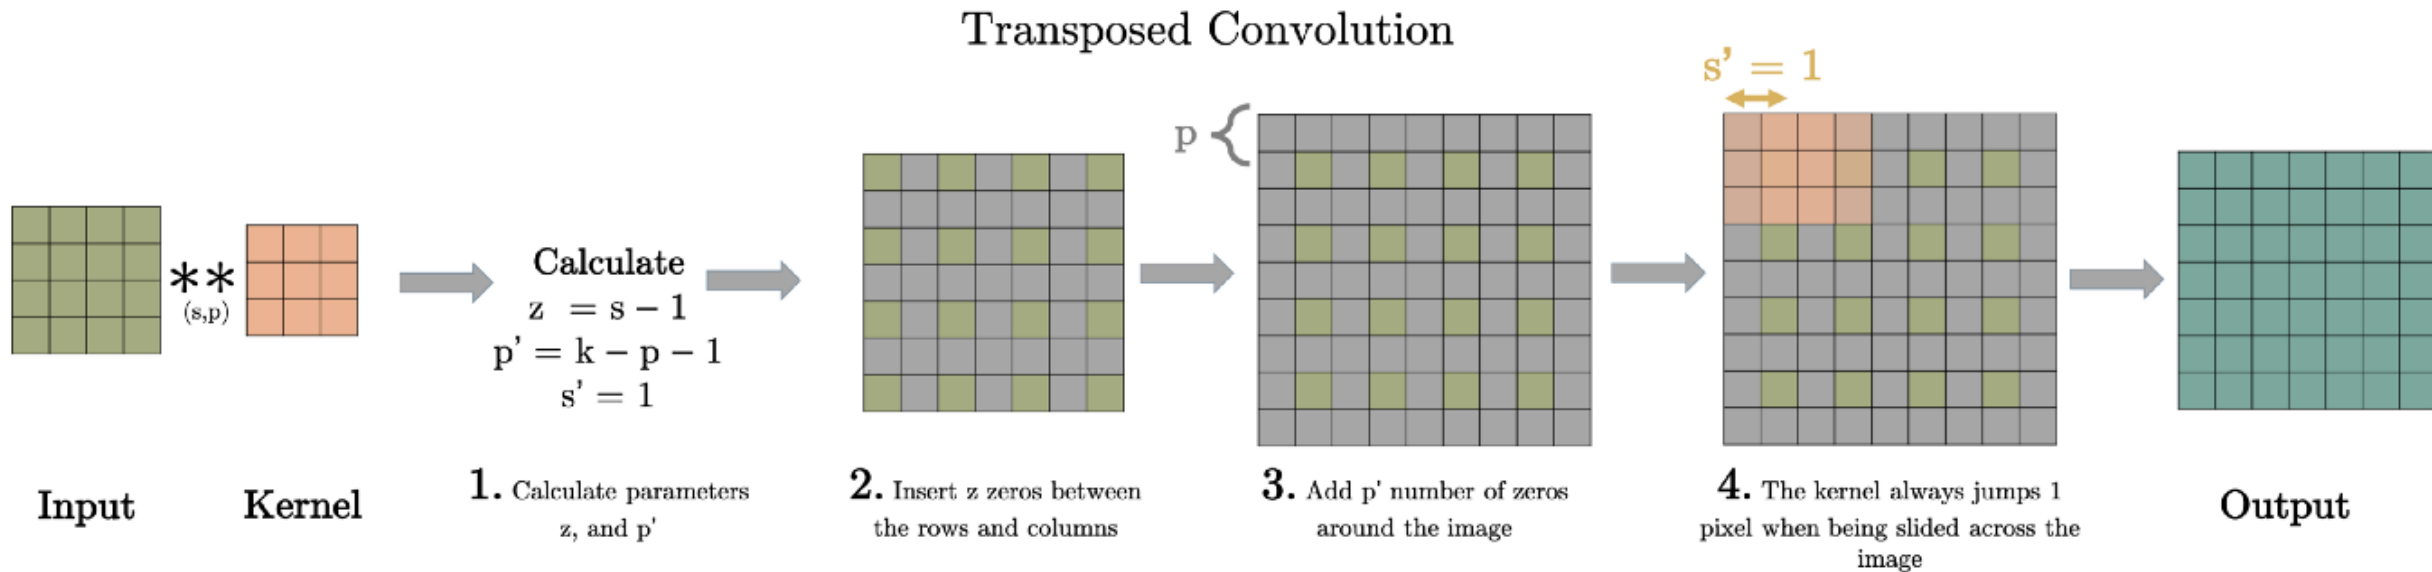 Transposed Convolution
s’ = 1
p
**
(s,p)
Calculate
z = s − 1
p’ = k − p − 1
s’ = 1
Input
Kernel
1. Calculate parameters
z, and p'
2. Insert z zeros between
the rows and columns
3. Add p' number of zeros
around the image
4. The kernel always jumps 1
pixel when being slided across the
image
Output